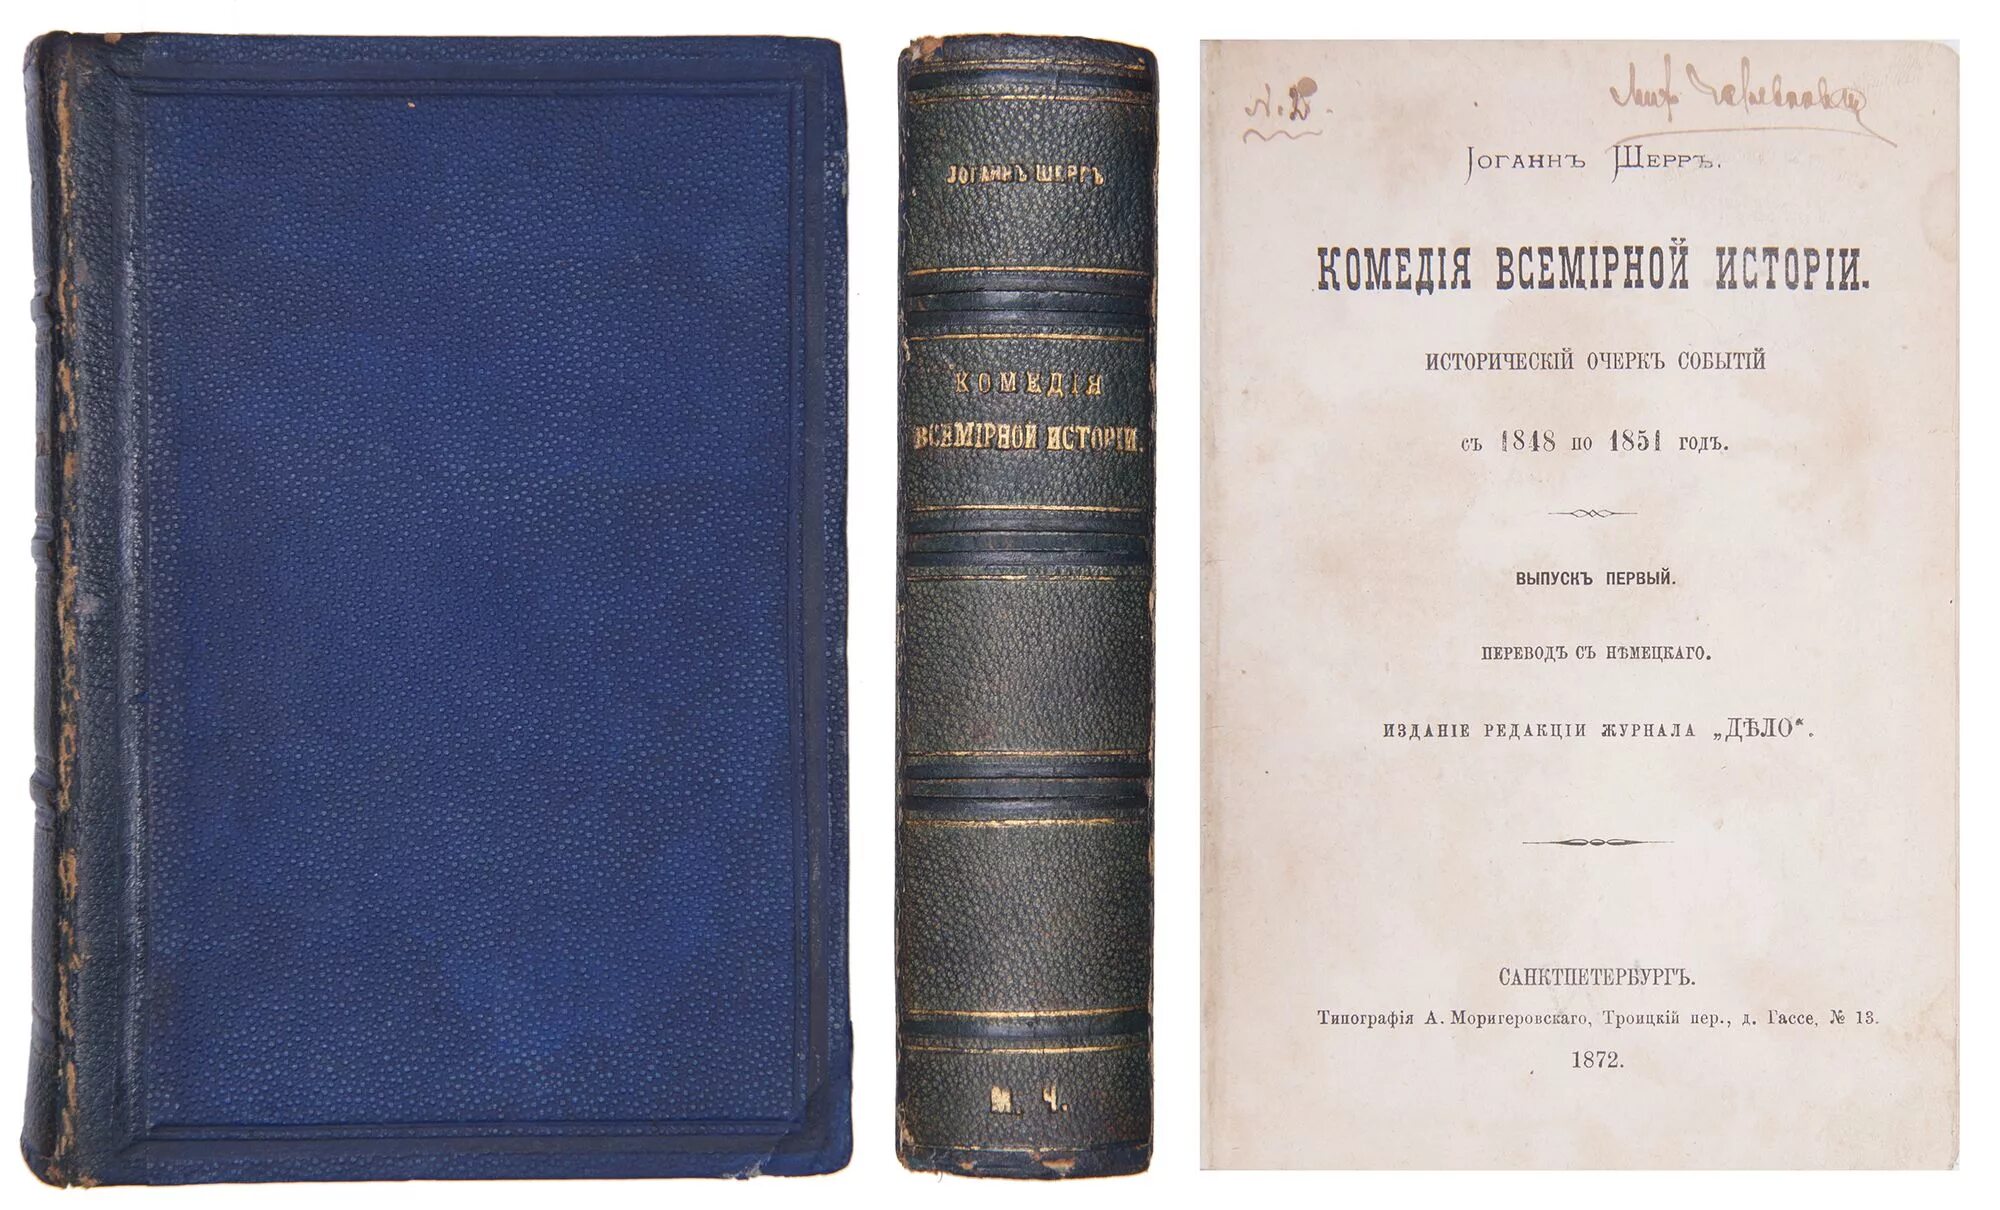 Іоганнъ Шерръ
Комедія
Всемірной Исторіи.
М. Ч.
Іоганнъ Шерръ.
КОМЕДІЯ ВСЕМІРНОЙ ИСТОРІИ.
ИСТОРИЧЕСКІЙ ОЧЕРКЪ СОБЫТІЙ
съ 1848 по 1851 годъ.
ВЫПУСКЪ ПЕРВЫЙ.
ПЕРЕВОДЪ СЪ НѢМЕЦКАГО.
ИЗДАНІЕ РЕДАКЦІИ ЖУРНАЛА „ДѢЛО“.
САНКТПЕТЕРБУРГЪ.
Типографія А. Моригеровскаго, Троицкій пер., д. Гассе, № 13.
1872.